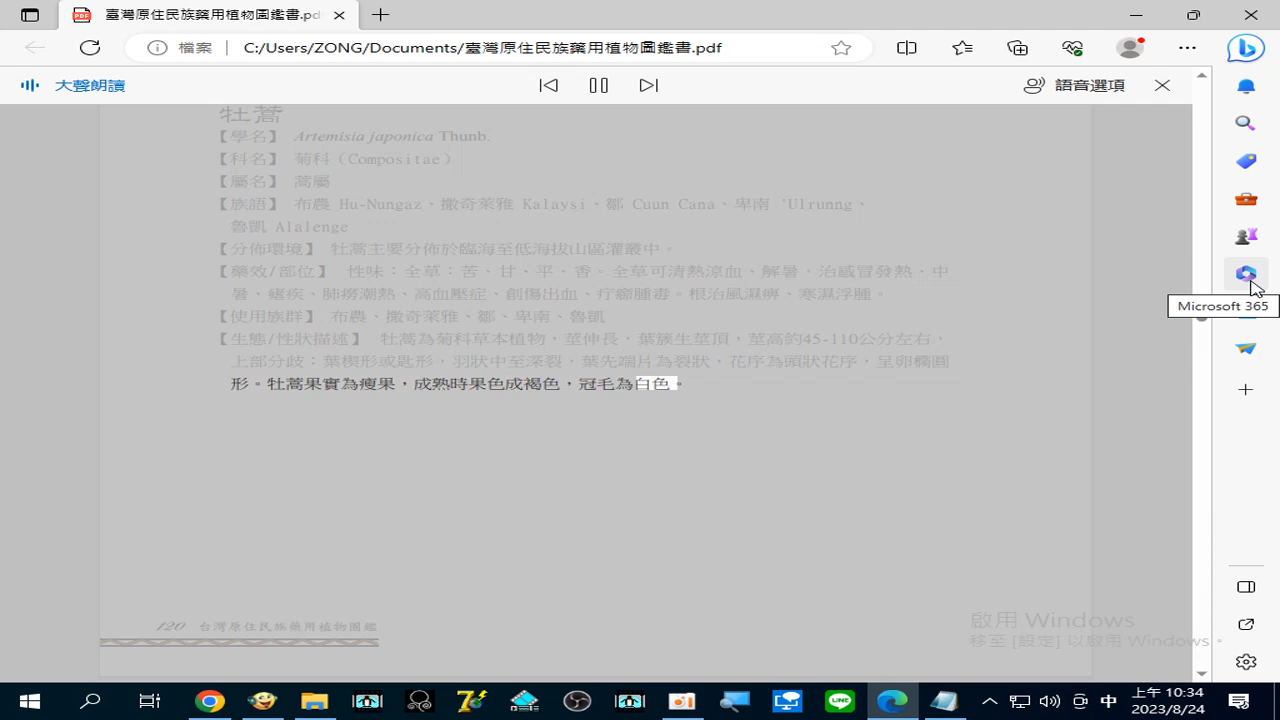 臺灣原住民族藥用植物圖鑑書.pd
檔案
C:/Users/ZONG/Documents/臺灣原住民族藥用植物圖鑑書.pdf
大聲朗讀
語音選項
牡蒿
【學名】 Artemisia japonica Thunb.
【科名】 菊科（Compositae）
【屬名】 蒿屬
【族語】 布農 Hu-Nungaz、撒奇萊雅 Kalaysi、鄒 Cuun Cana、卑南 'Ulrunng、
魯凱 Alalenge
【分佈環境】 牡蒿主要分佈於臨海至低海拔山區灌叢中。
【藥效/部位】 性味：全草：苦、甘、平、香。全草可清熱涼血、解暑，治感冒發熱、中
暑、瘧疾、肺癆潮熱、高血壓症、創傷出血、疔癤腫毒。根治風濕痹、寒濕浮腫。
【使用族群】 布農、撒奇萊雅、鄒、卑南、魯凱
【生態/性狀描述】 牡蒿為菊科草本植物，莖伸長，葉簇生莖頂，莖高約45-110公分左右，
上部分歧；葉楔形或匙形，羽狀中至深裂，葉先端片為裂狀，花序為頭狀花序，呈卵橢圓
形。牡蒿果實為瘦果，成熟時果色成褐色，冠毛為白色。
120 台灣原住民族藥用植物圖鑑
Microsoft 365
啟用 Windows
移至 [設定] 以啟用 Windows。
中
上午 10:34
2023/8/24